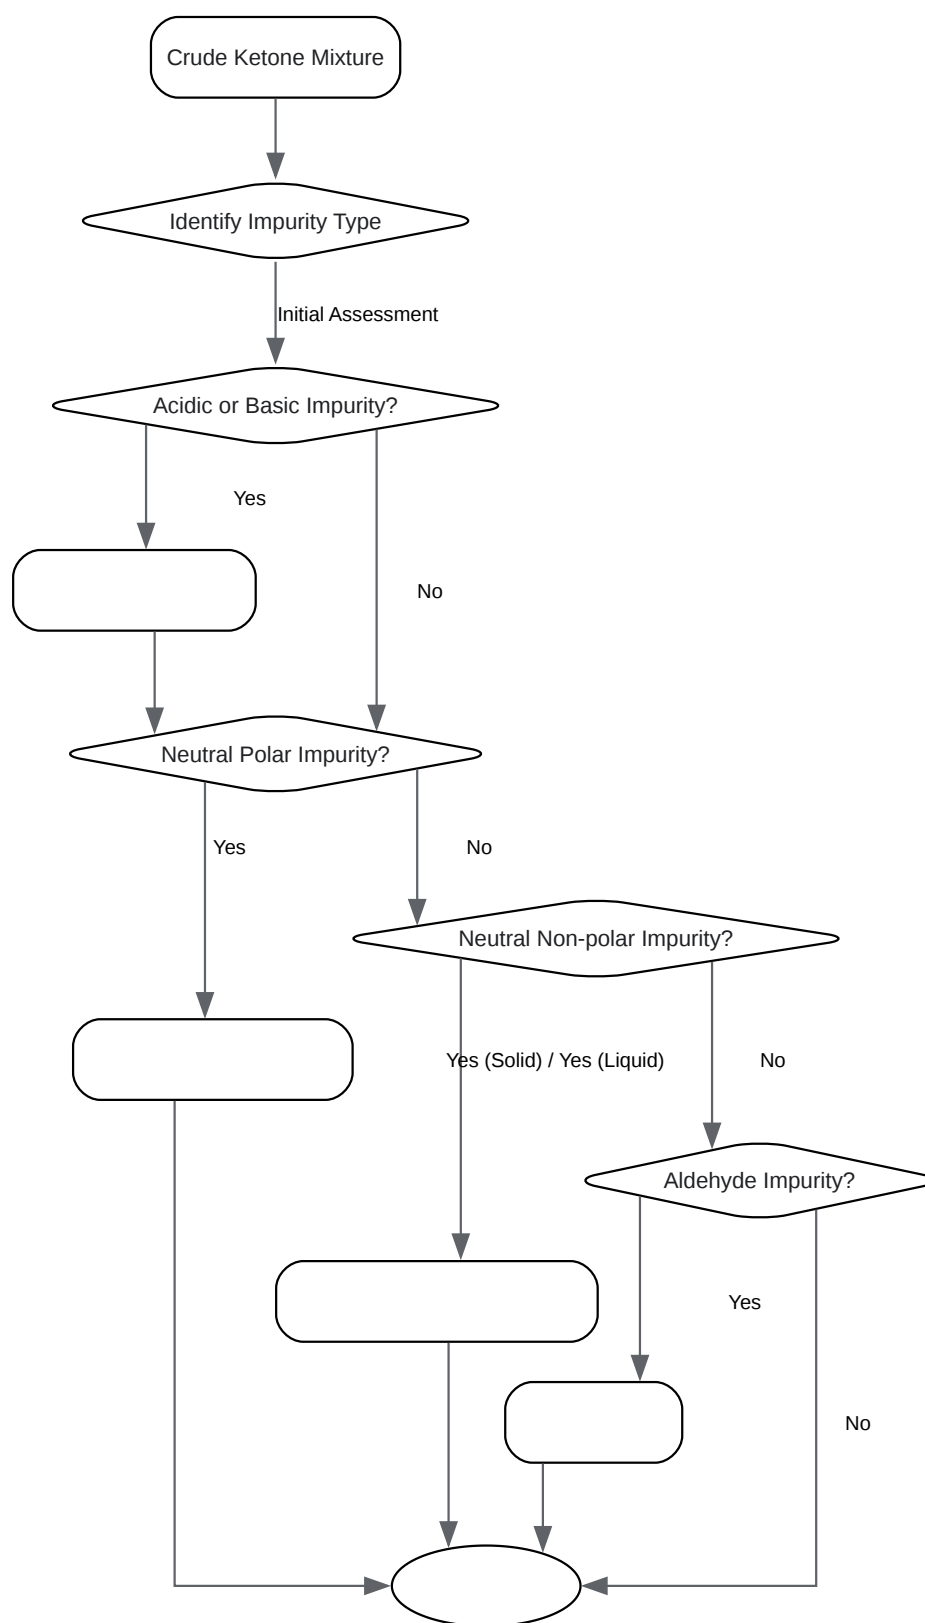 Crude Ketone Mixture
Identify Impurity Type
Initial Assessment
Acidic or Basic Impurity?
Yes
No
Neutral Polar Impurity?
Yes
No
Neutral Non-polar Impurity?
Yes (Solid) / Yes (Liquid)
No
Aldehyde Impurity?
Yes
No